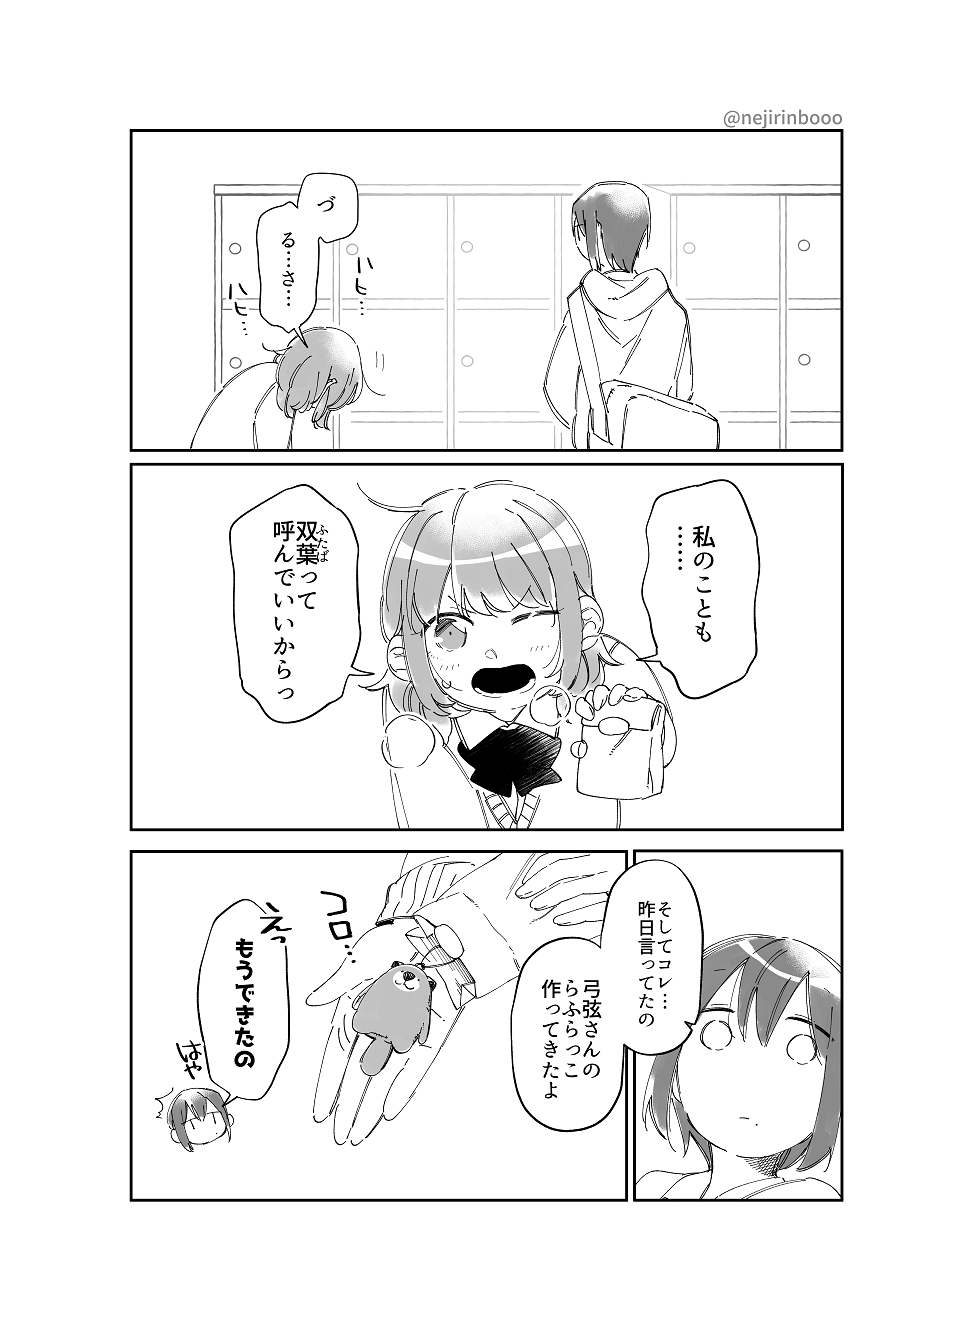 @nejirinbooo
づ
る…さ…
ハヒ…
ハヒ…
私のことも
……
双葉って
ふたば
呼んでいいからっ
そしてコレ…
昨日言ってたの
弓弦さんの
らふらっこ
作ってきたよ
コロ…
えっ
もうできたの
はや